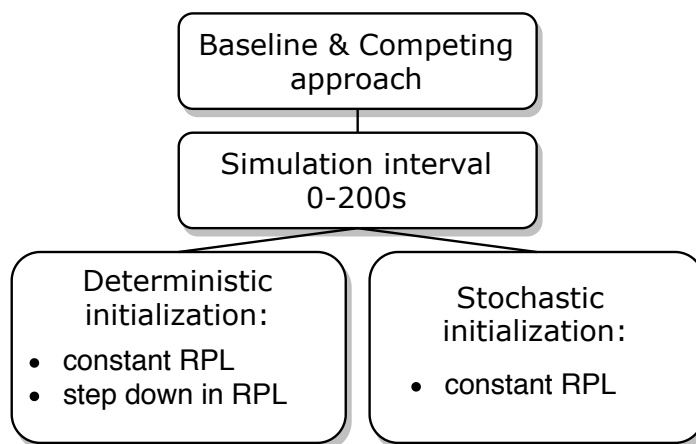 Baseline & Competing
approach
Simulation interval
0-200s
Deterministic
initialization:
• constant RPL
• step down in RPL
Stochastic
initialization:
• constant RPL